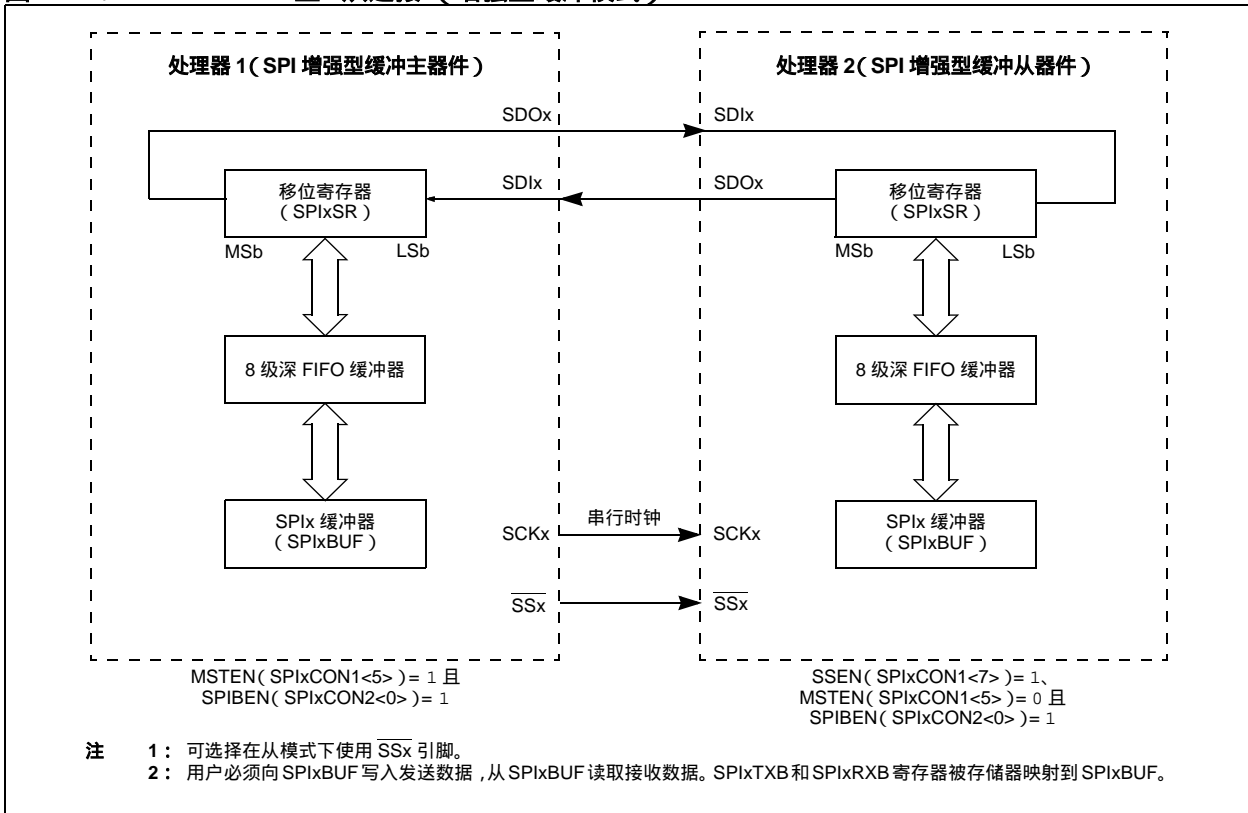 处理器 1( SPI 增强型缓冲主器件 )
处理器 2( SPI 增强型缓冲从器件 )
SDOx
SDIx
SDIx
SDOx
移位寄存器
( SPIxSR )
移位寄存器
( SPIxSR )
MSb
LSb
MSb
LSb
8 级深 FIFO 缓冲器
8 级深 FIFO 缓冲器
SPIx 缓冲器
( SPIxBUF )
SPIx 缓冲器
( SPIxBUF )
SCKx
串行时钟
SCKx
SSx
SSx
MSTEN( SPIxCON1<5> )= 1 且
SPIBEN( SPIxCON2<0> )= 1
SSEN( SPIxCON1<7> )= 1、
MSTEN( SPIxCON1<5> )= 0 且
SPIBEN( SPIxCON2<0> )= 1
注 1： 可选择在从模式下使用 SSx 引脚。
2： 用户必须向 SPIxBUF 写入发送数据 ，从 SPIxBUF 读取接收数据。SPIxTXB 和 SPIxRXB 寄存器被存储器映射到 SPIxBUF。